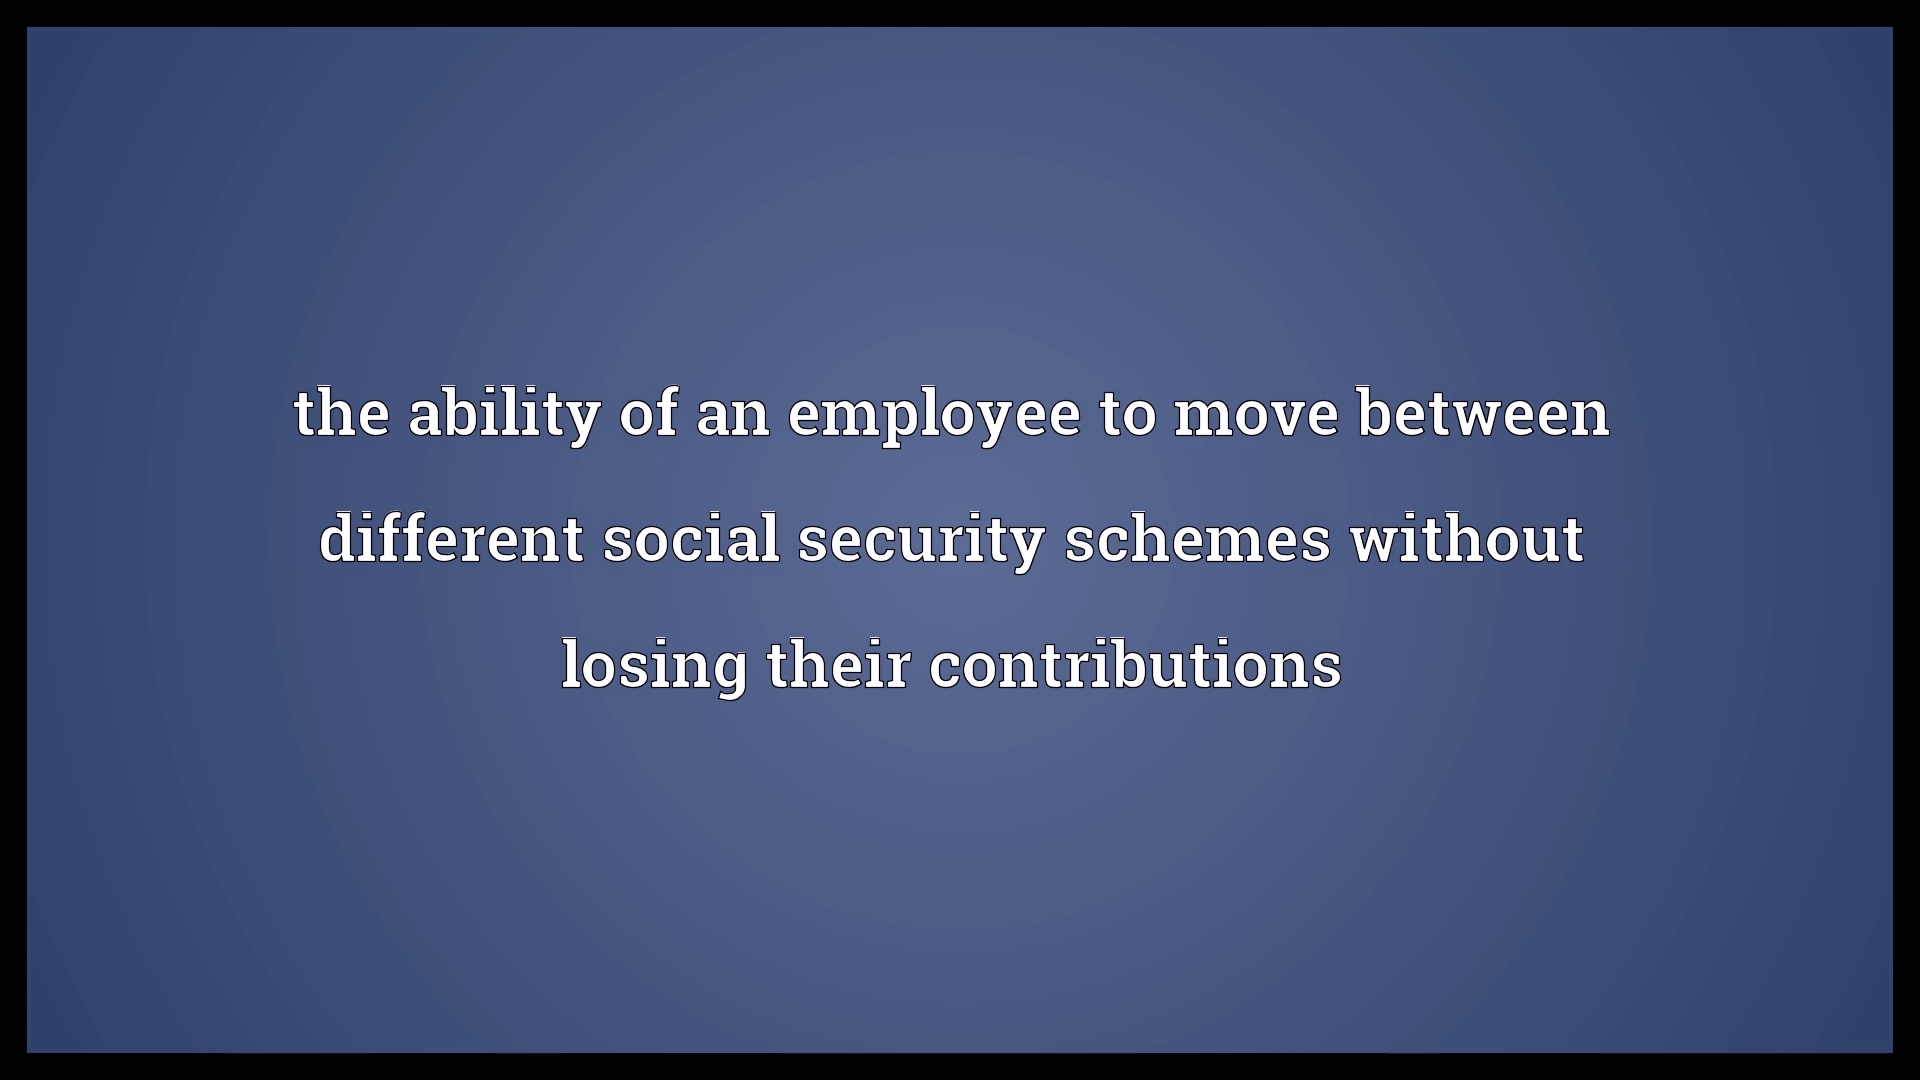 the ability of an employee to move between
different social security schemes without
losing their contributions